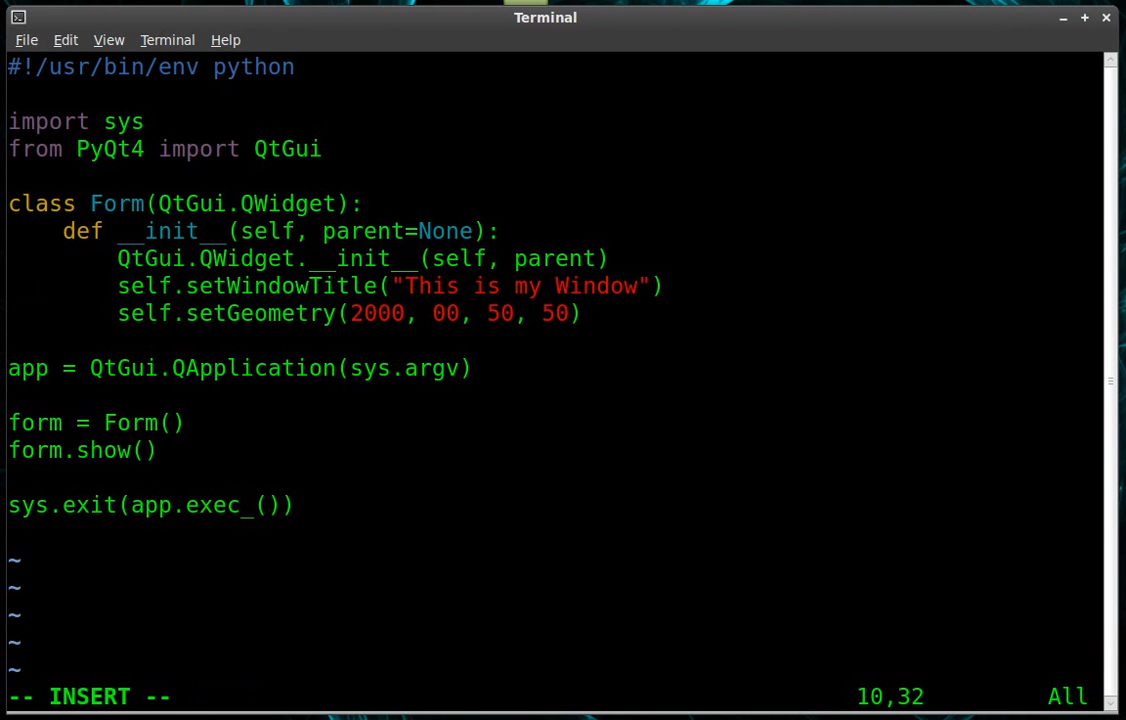 Terminal
File Edit View Terminal Help
#!/usr/bin/env python
import sys
from PyQt4 import QtGui
class Form(QtGui.QWidget):
    def __init__(self, parent=None):
        QtGui.QWidget.__init__(self, parent)
        self.setWindowTitle("This is my Window")
        self.setGeometry(2000, 00, 50, 50)
app = QtGui.QApplication(sys.argv)
form = Form()
form.show()
sys.exit(app.exec_())
~
~
~
~
~
-- INSERT -- 10,32 All